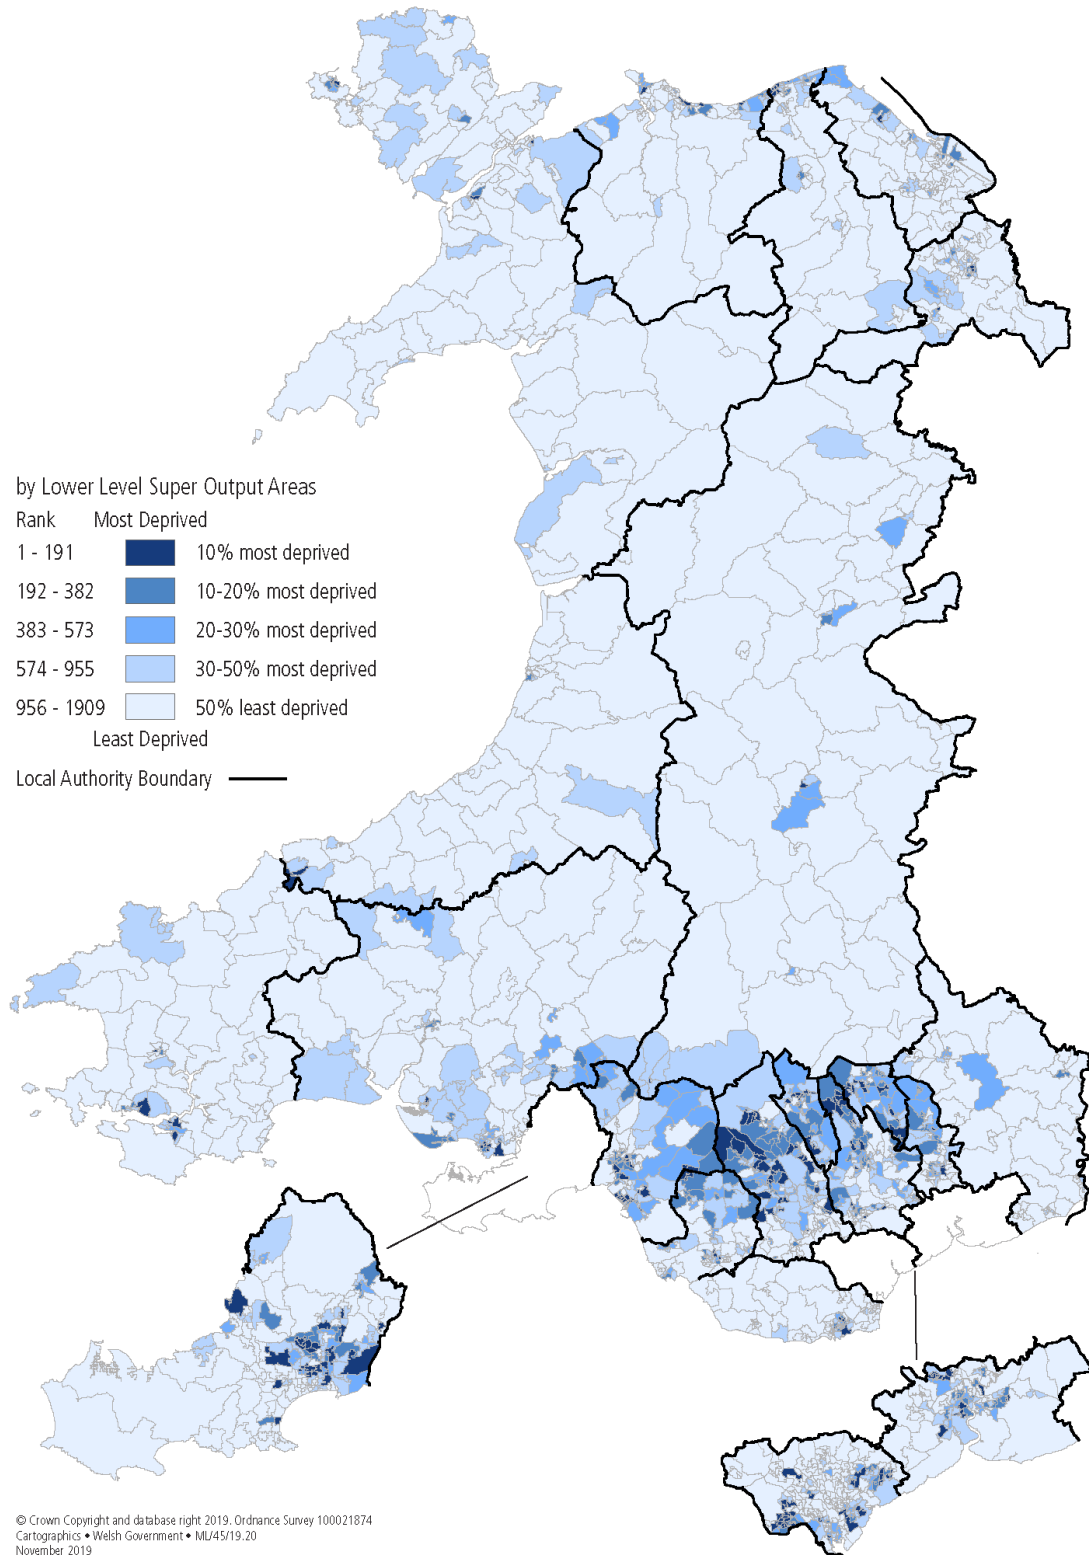 by Lower Level Super Output Areas
Rank Most Deprived
1 - 191 10% most deprived
192 - 382 10-20% most deprived
383 - 573 20-30% most deprived
574 - 955 30-50% most deprived
956 - 1909 50% least deprived
Least Deprived
Local Authority Boundary
© Crown Copyright and database right 2019. Ordnance Survey 100021874
Cartographics ♦ Welsh Government ♦ ML/45/19.20
November 2019